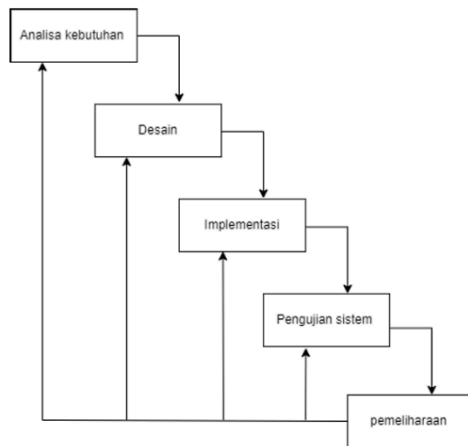 Analisa kebutuhan
Desain
Implementasi
Pengujian sistem
pemeliharaan